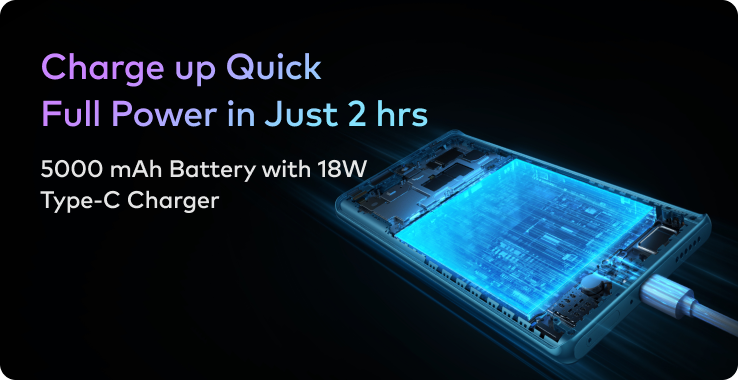 Charge up Quick
Full Power in Just 2 hrs
5000 mAh Battery with 18W
Type-C Charger